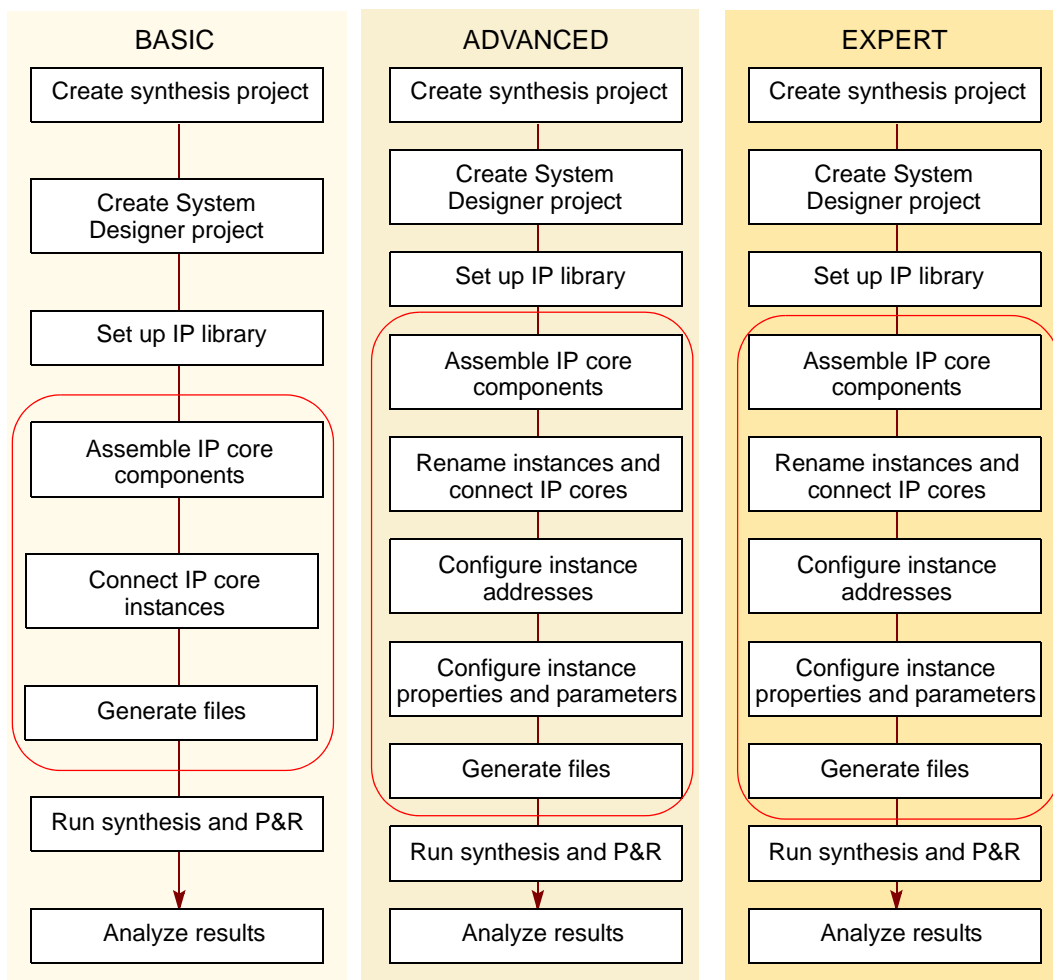 BASIC
Create synthesis project
Create System
Designer project
Set up IP library
Assemble IP core
components
Connect IP core
instances
Generate files
Run synthesis and P&R
Analyze results
ADVANCED
Create synthesis project
Create System
Designer project
Set up IP library
Assemble IP core
components
Rename instances and
connect IP cores
Configure instance
addresses
Configure instance
properties and parameters
Generate files
Run synthesis and P&R
Analyze results
EXPERT
Create synthesis project
Create System
Designer project
Set up IP library
Assemble IP core
components
Rename instances and
connect IP cores
Configure instance
addresses
Configure instance
properties and parameters
Generate files
Run synthesis and P&R
Analyze results